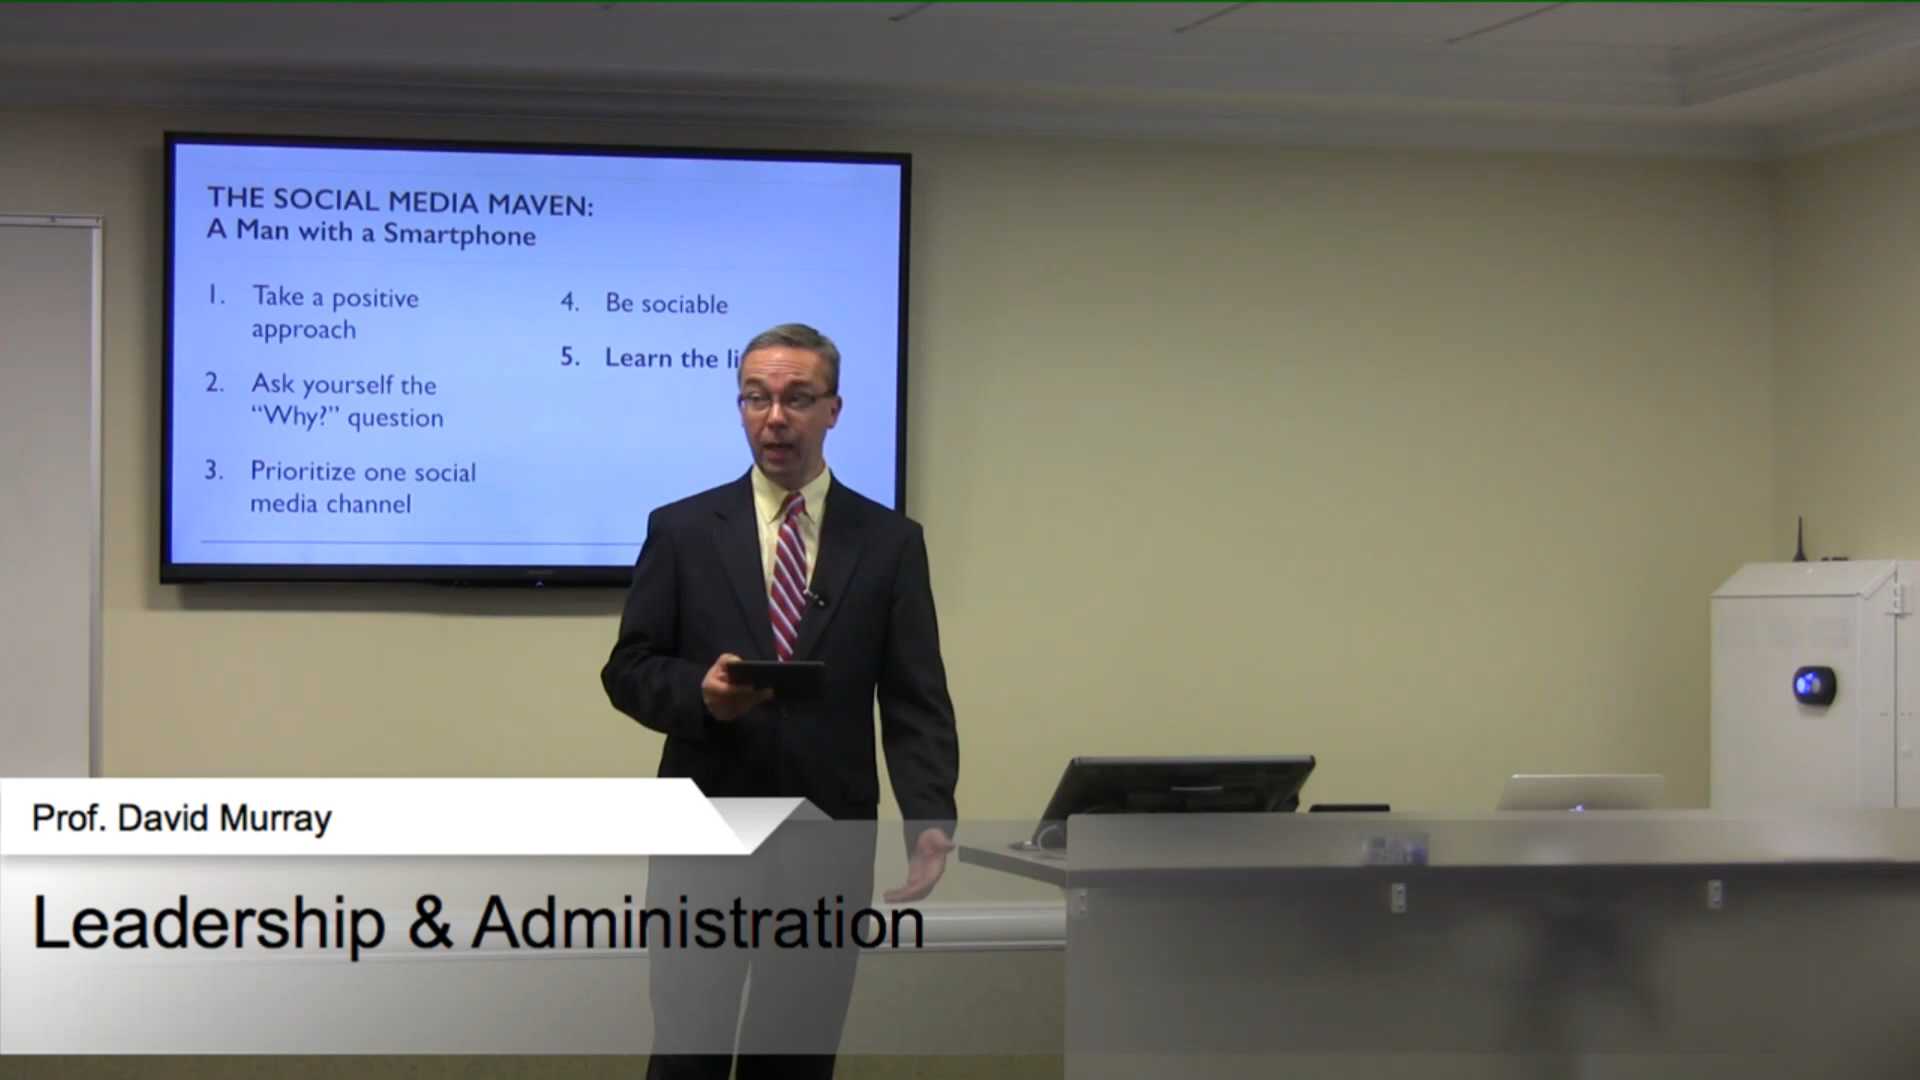 THE SOCIAL MEDIA MAVEN:
A Man with a Smartphone
1. Take a positive
approach
2. Ask yourself the
“Why?” question
3. Prioritize one social
media channel
4. Be sociable
5. Learn the
Prof. David Murray
Leadership & Administration